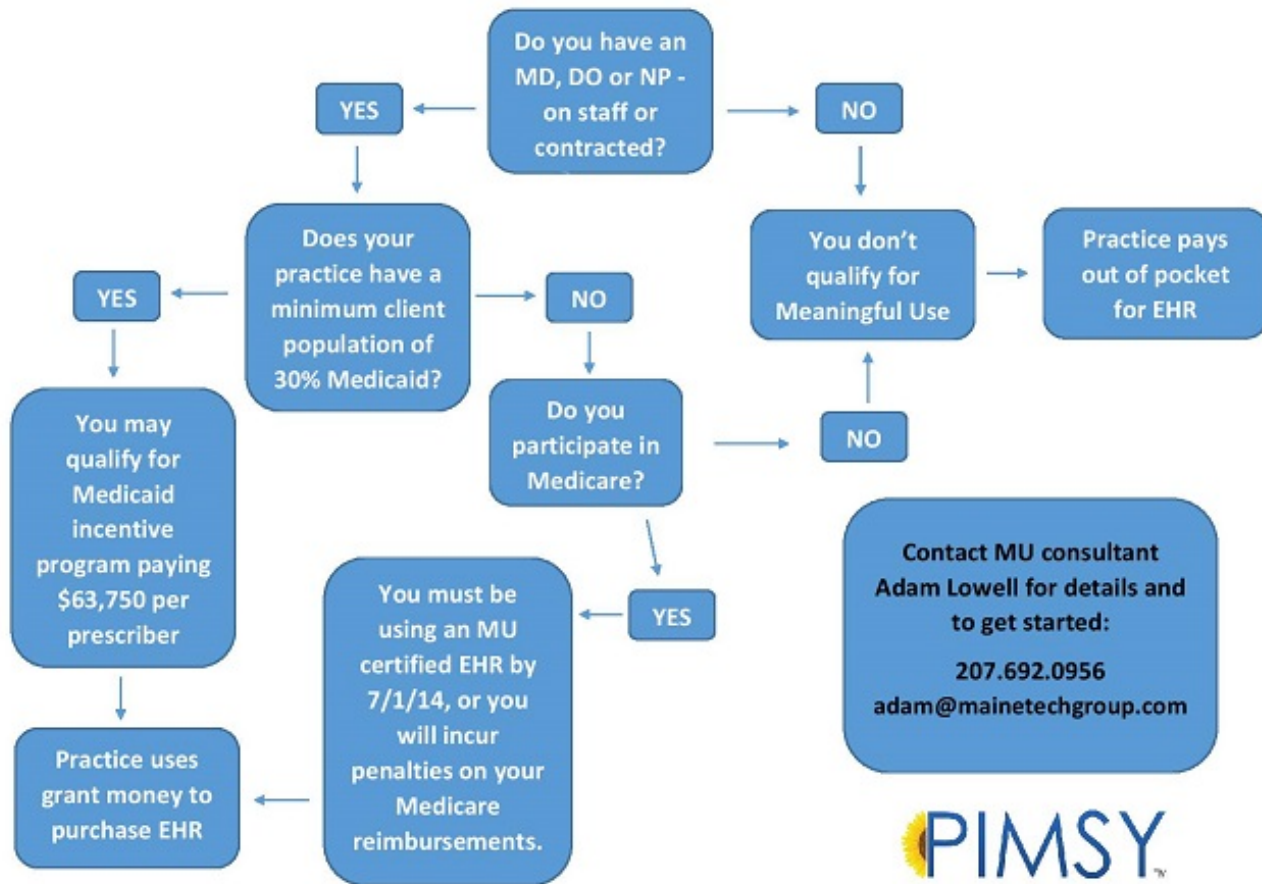 Do you have an
MD, DO or NP -
on staff or
contracted?
YES
NO
Does your
practice have a
minimum client
population of
30% Medicaid?
You don't
qualify for
Meaningful Use
Practice pays
out of pocket
for EHR
YES
NO
You may
qualify for
Medicaid
incentive
program paying
$63,750 per
prescriber
Do you
participate in
Medicare?
NO
YES
You must be
using an MU
certified EHR by
7/1/14, or you
will incur
penalties on your
Medicare
reimbursements.
Practice uses
grant money to
purchase EHR
Contact MU consultant
Adam Lowell for details and
to get started:
207.692.0956
adam@mainetechgroup.com
PIMSY
TM